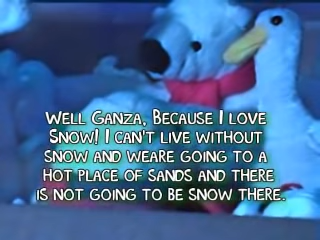 Well Ganza, Because I love
Snow! I can't live without
snow and weare going to a
hot place of sands and there
is not going to be snow there.